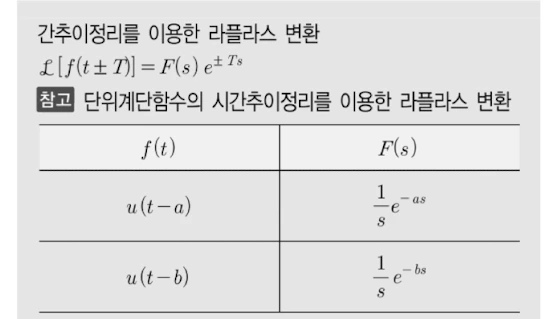 간추이정리를 이용한 라플라스 변환
ℒ[f(t±T)]=F(s) e^{±Ts}
참고 단위계단함수의 시간추이정리를 이용한 라플라스 변환
f(t) F(s)
u(t−a) 1/s e^{−as}
u(t−b) 1/s e^{−bs}